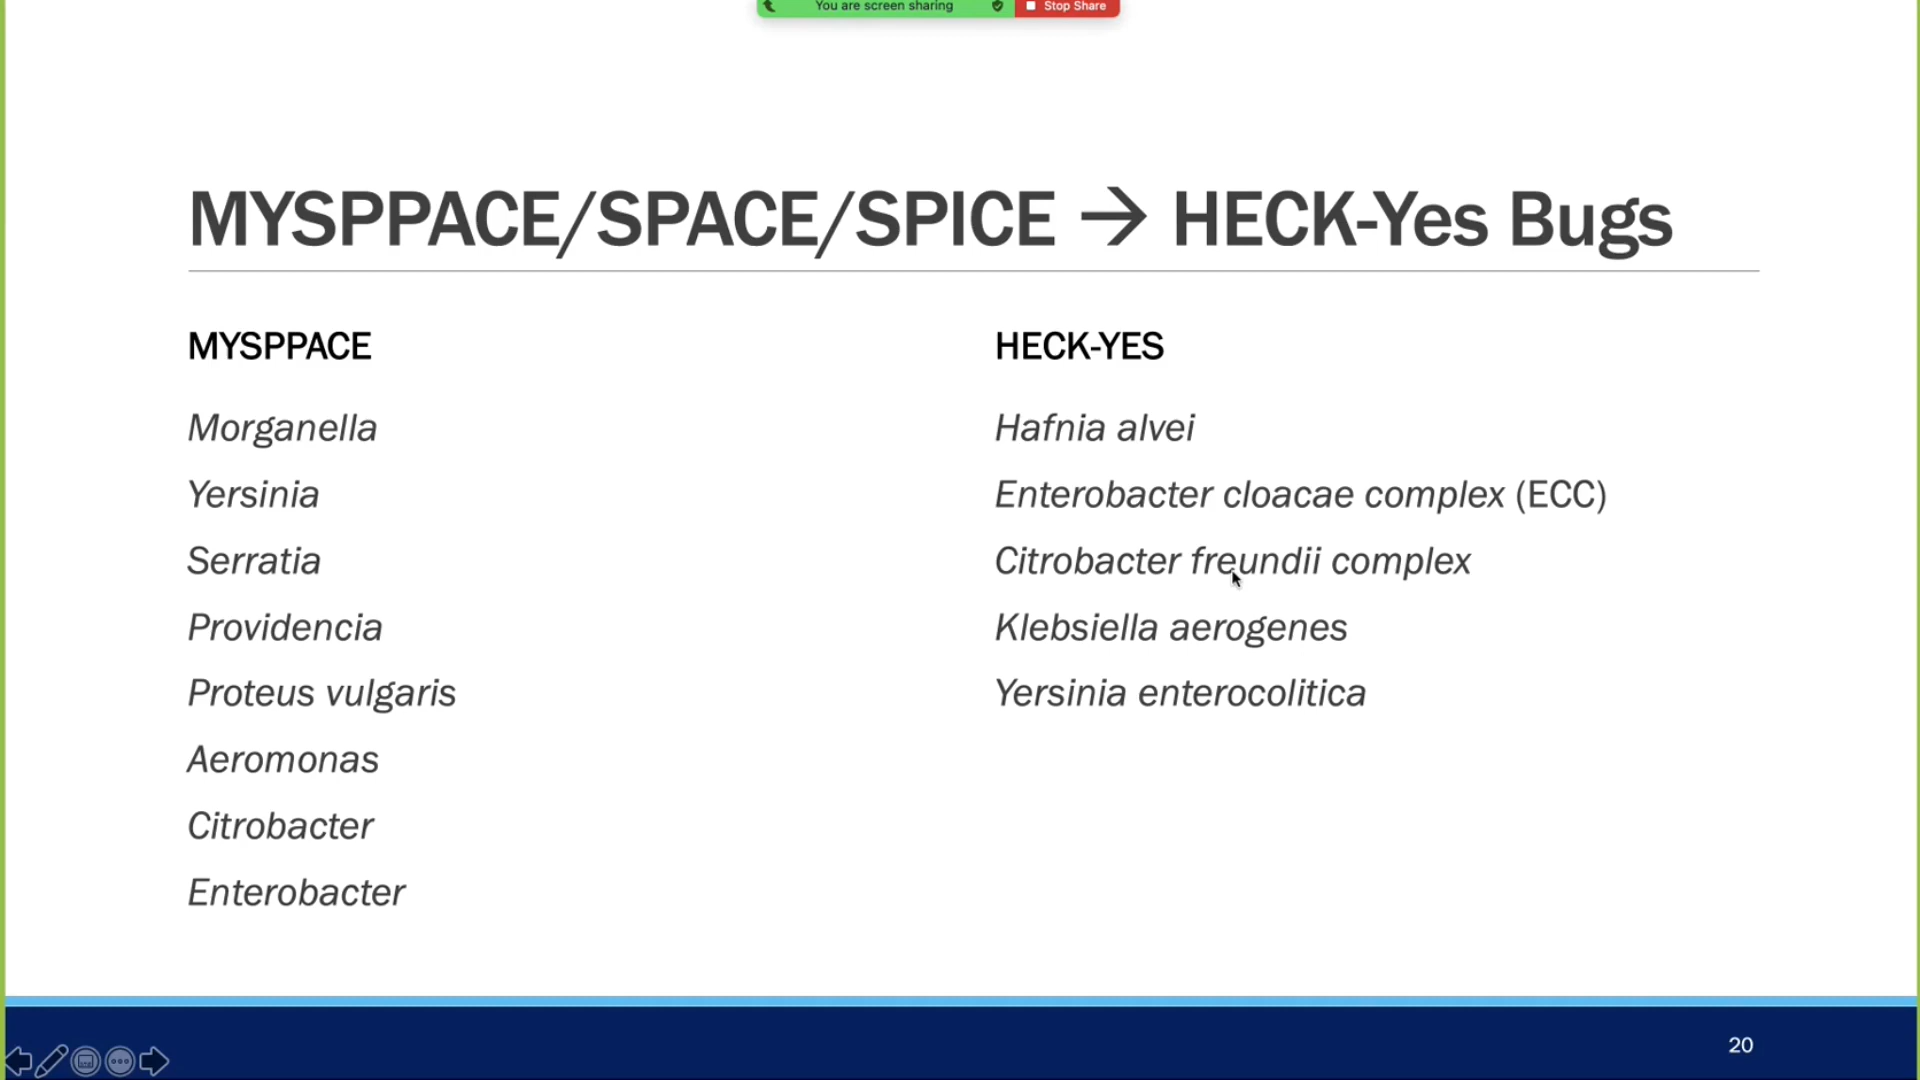 You are screen sharing
Stop Share
MYSPPACE/SPACE/SPICE → HECK-Yes Bugs
MYSPPACE
Morganella
Yersinia
Serratia
Providencia
Proteus vulgaris
Aeromonas
Citrobacter
Enterobacter
HECK-YES
Hafnia alvei
Enterobacter cloacae complex (ECC)
Citrobacter freundii complex
Klebsiella aerogenes
Yersinia enterocolitica
20